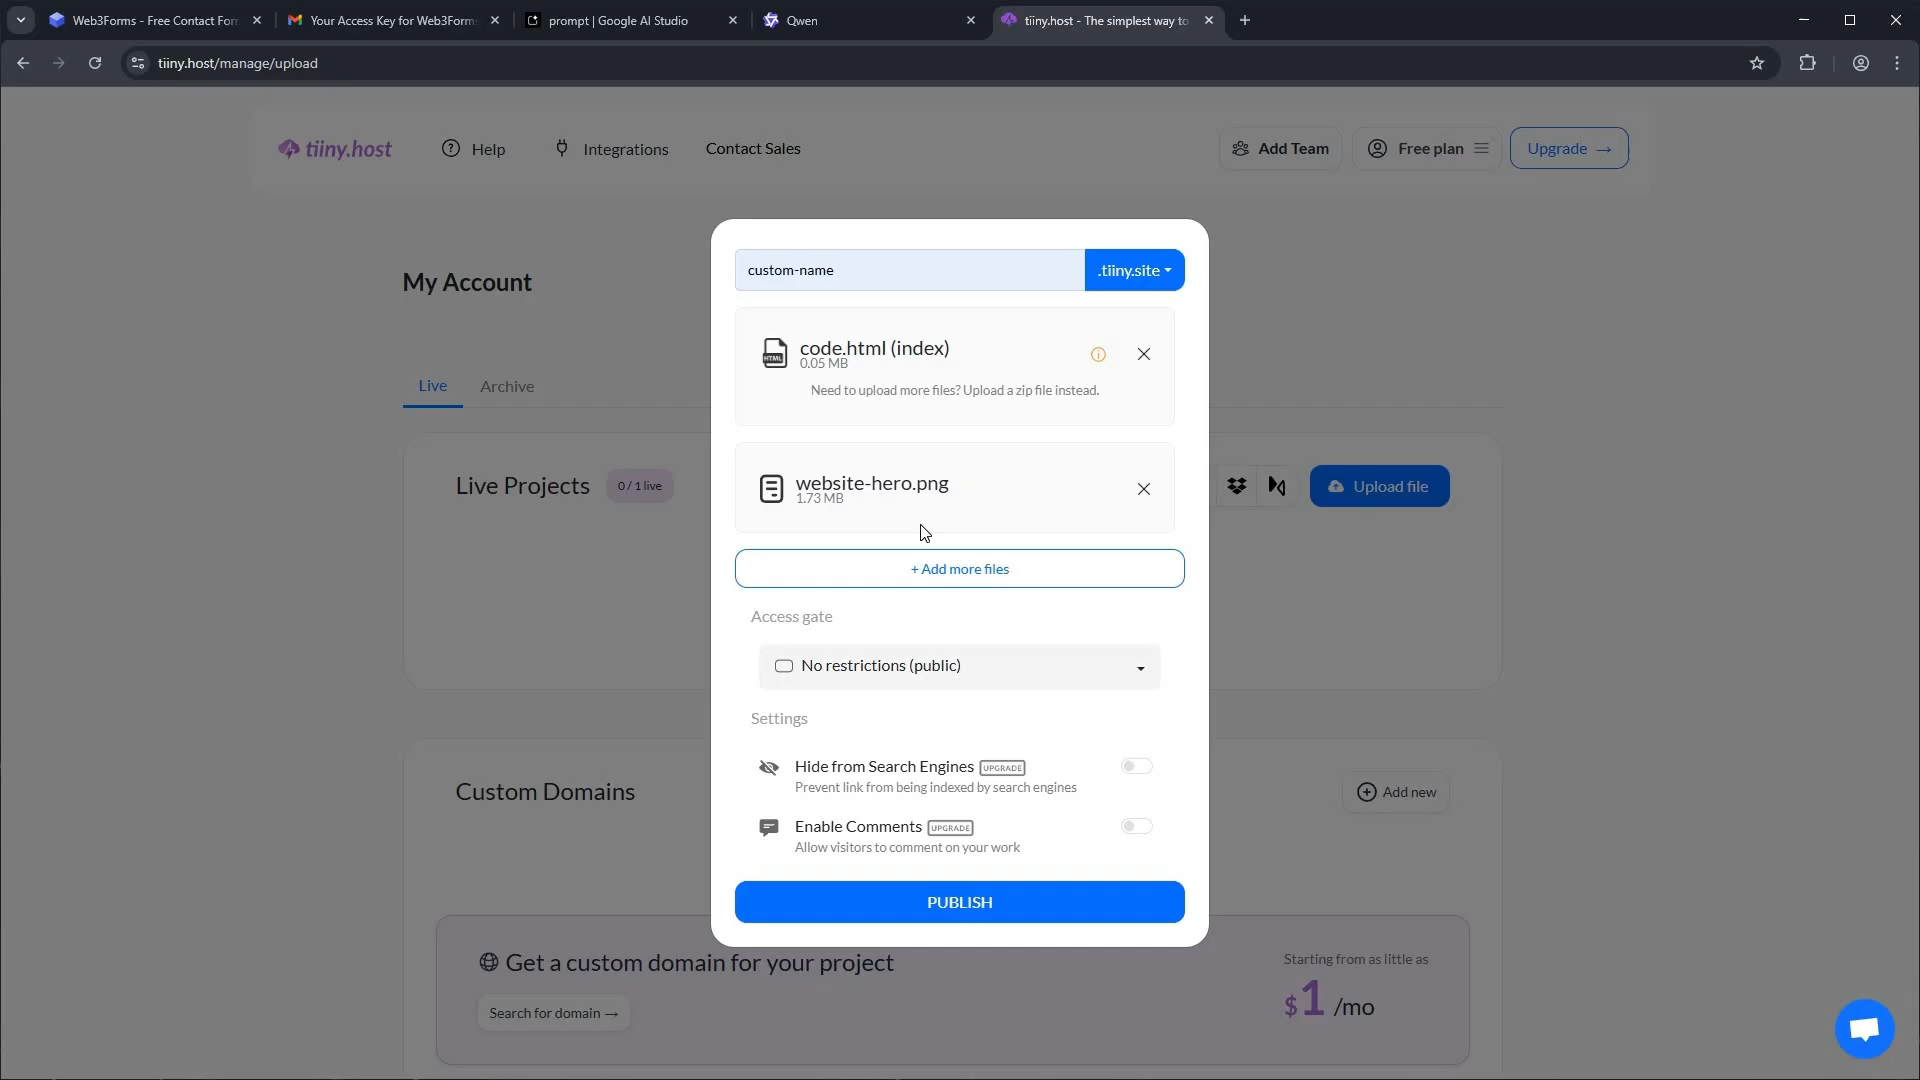 Web3Forms - Free Contact For
Your Access Key for Web3Form
prompt | Google AI Studio
Qwen
tiiny.host - The simplest way to
tiiny.host/manage/upload
tiiny.host
Help
Integrations
Contact Sales
Add Team
Free plan
Upgrade →
My Account
Live
Archive
Live Projects
0 / 1 live
Upload file
custom-name
.tiiny.site
code.html (index)
0.05 MB
Need to upload more files? Upload a zip file instead.
website-hero.png
1.73 MB
+ Add more files
Access gate
No restrictions (public)
Settings
Hide from Search Engines UPGRADE
Prevent link from being indexed by search engines
Enable Comments UPGRADE
Allow visitors to comment on your work
PUBLISH
Custom Domains
Add new
Get a custom domain for your project
Search for domain →
Starting from as little as
$1 /mo